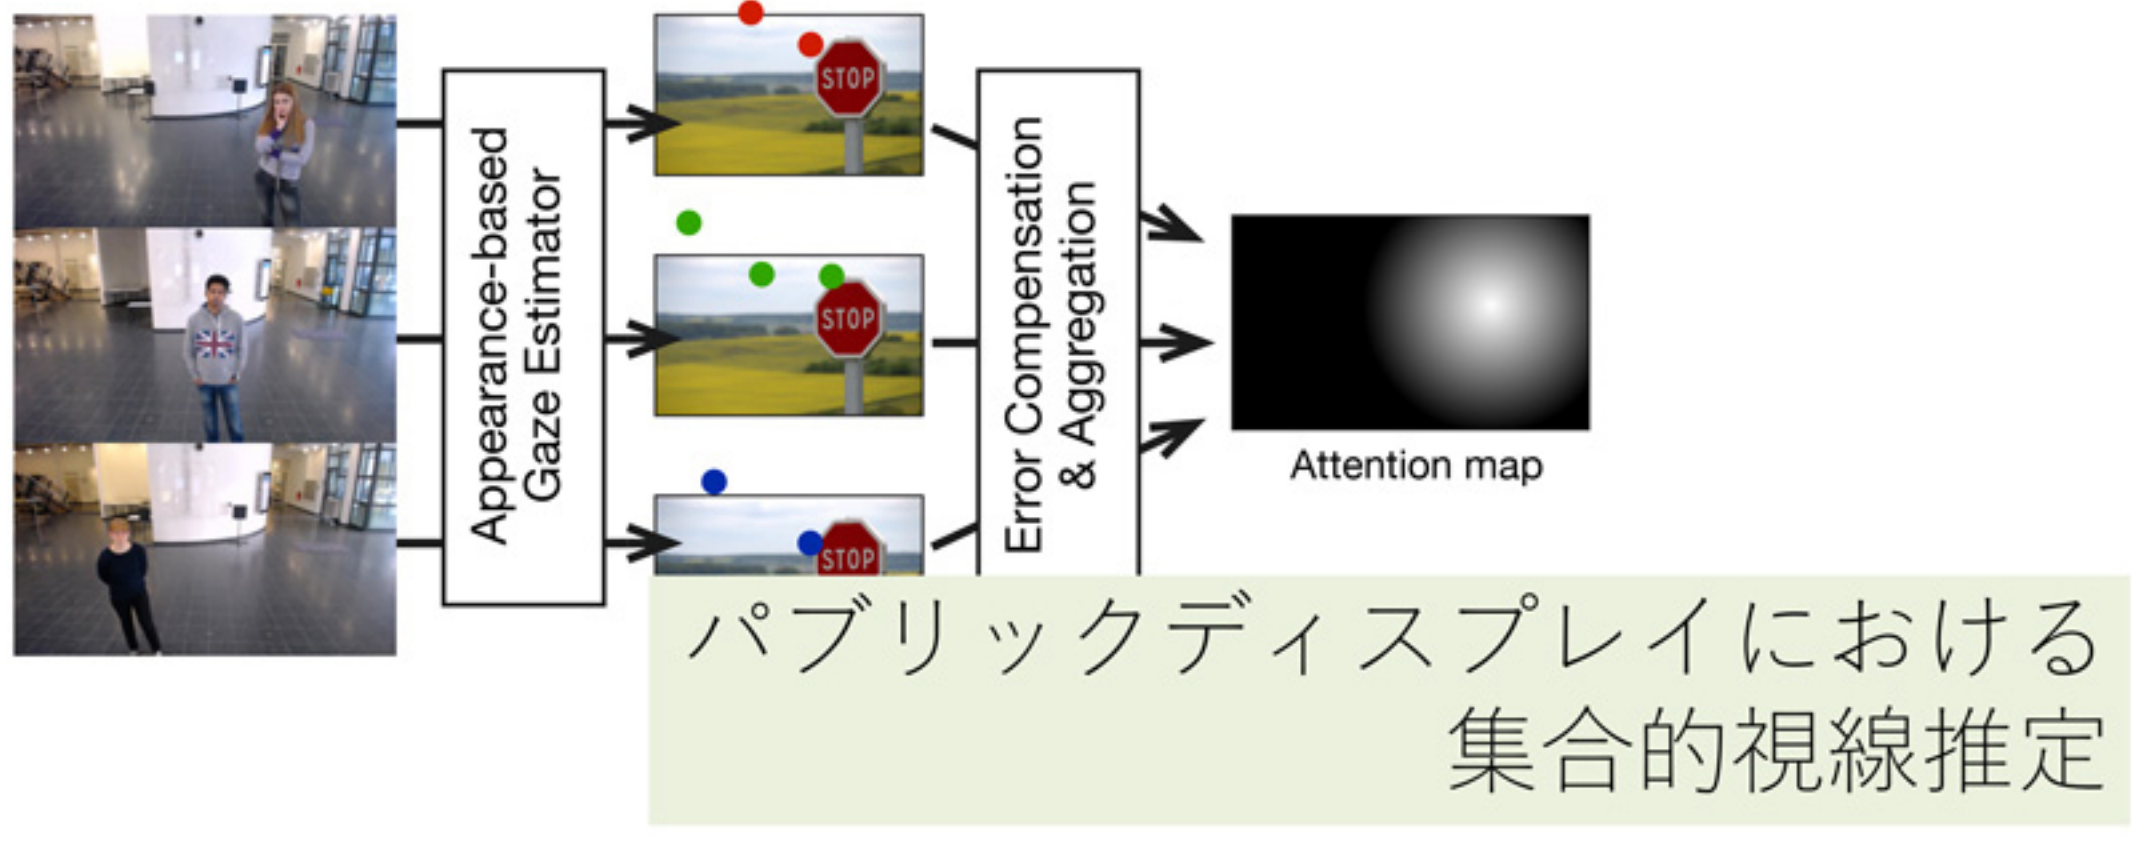 Appearance-based
Gaze Estimator
STOP
STOP
STOP
Error Compensation
& Aggregation
Attention map
パブリックディスプレイにおける
集合的視線推定